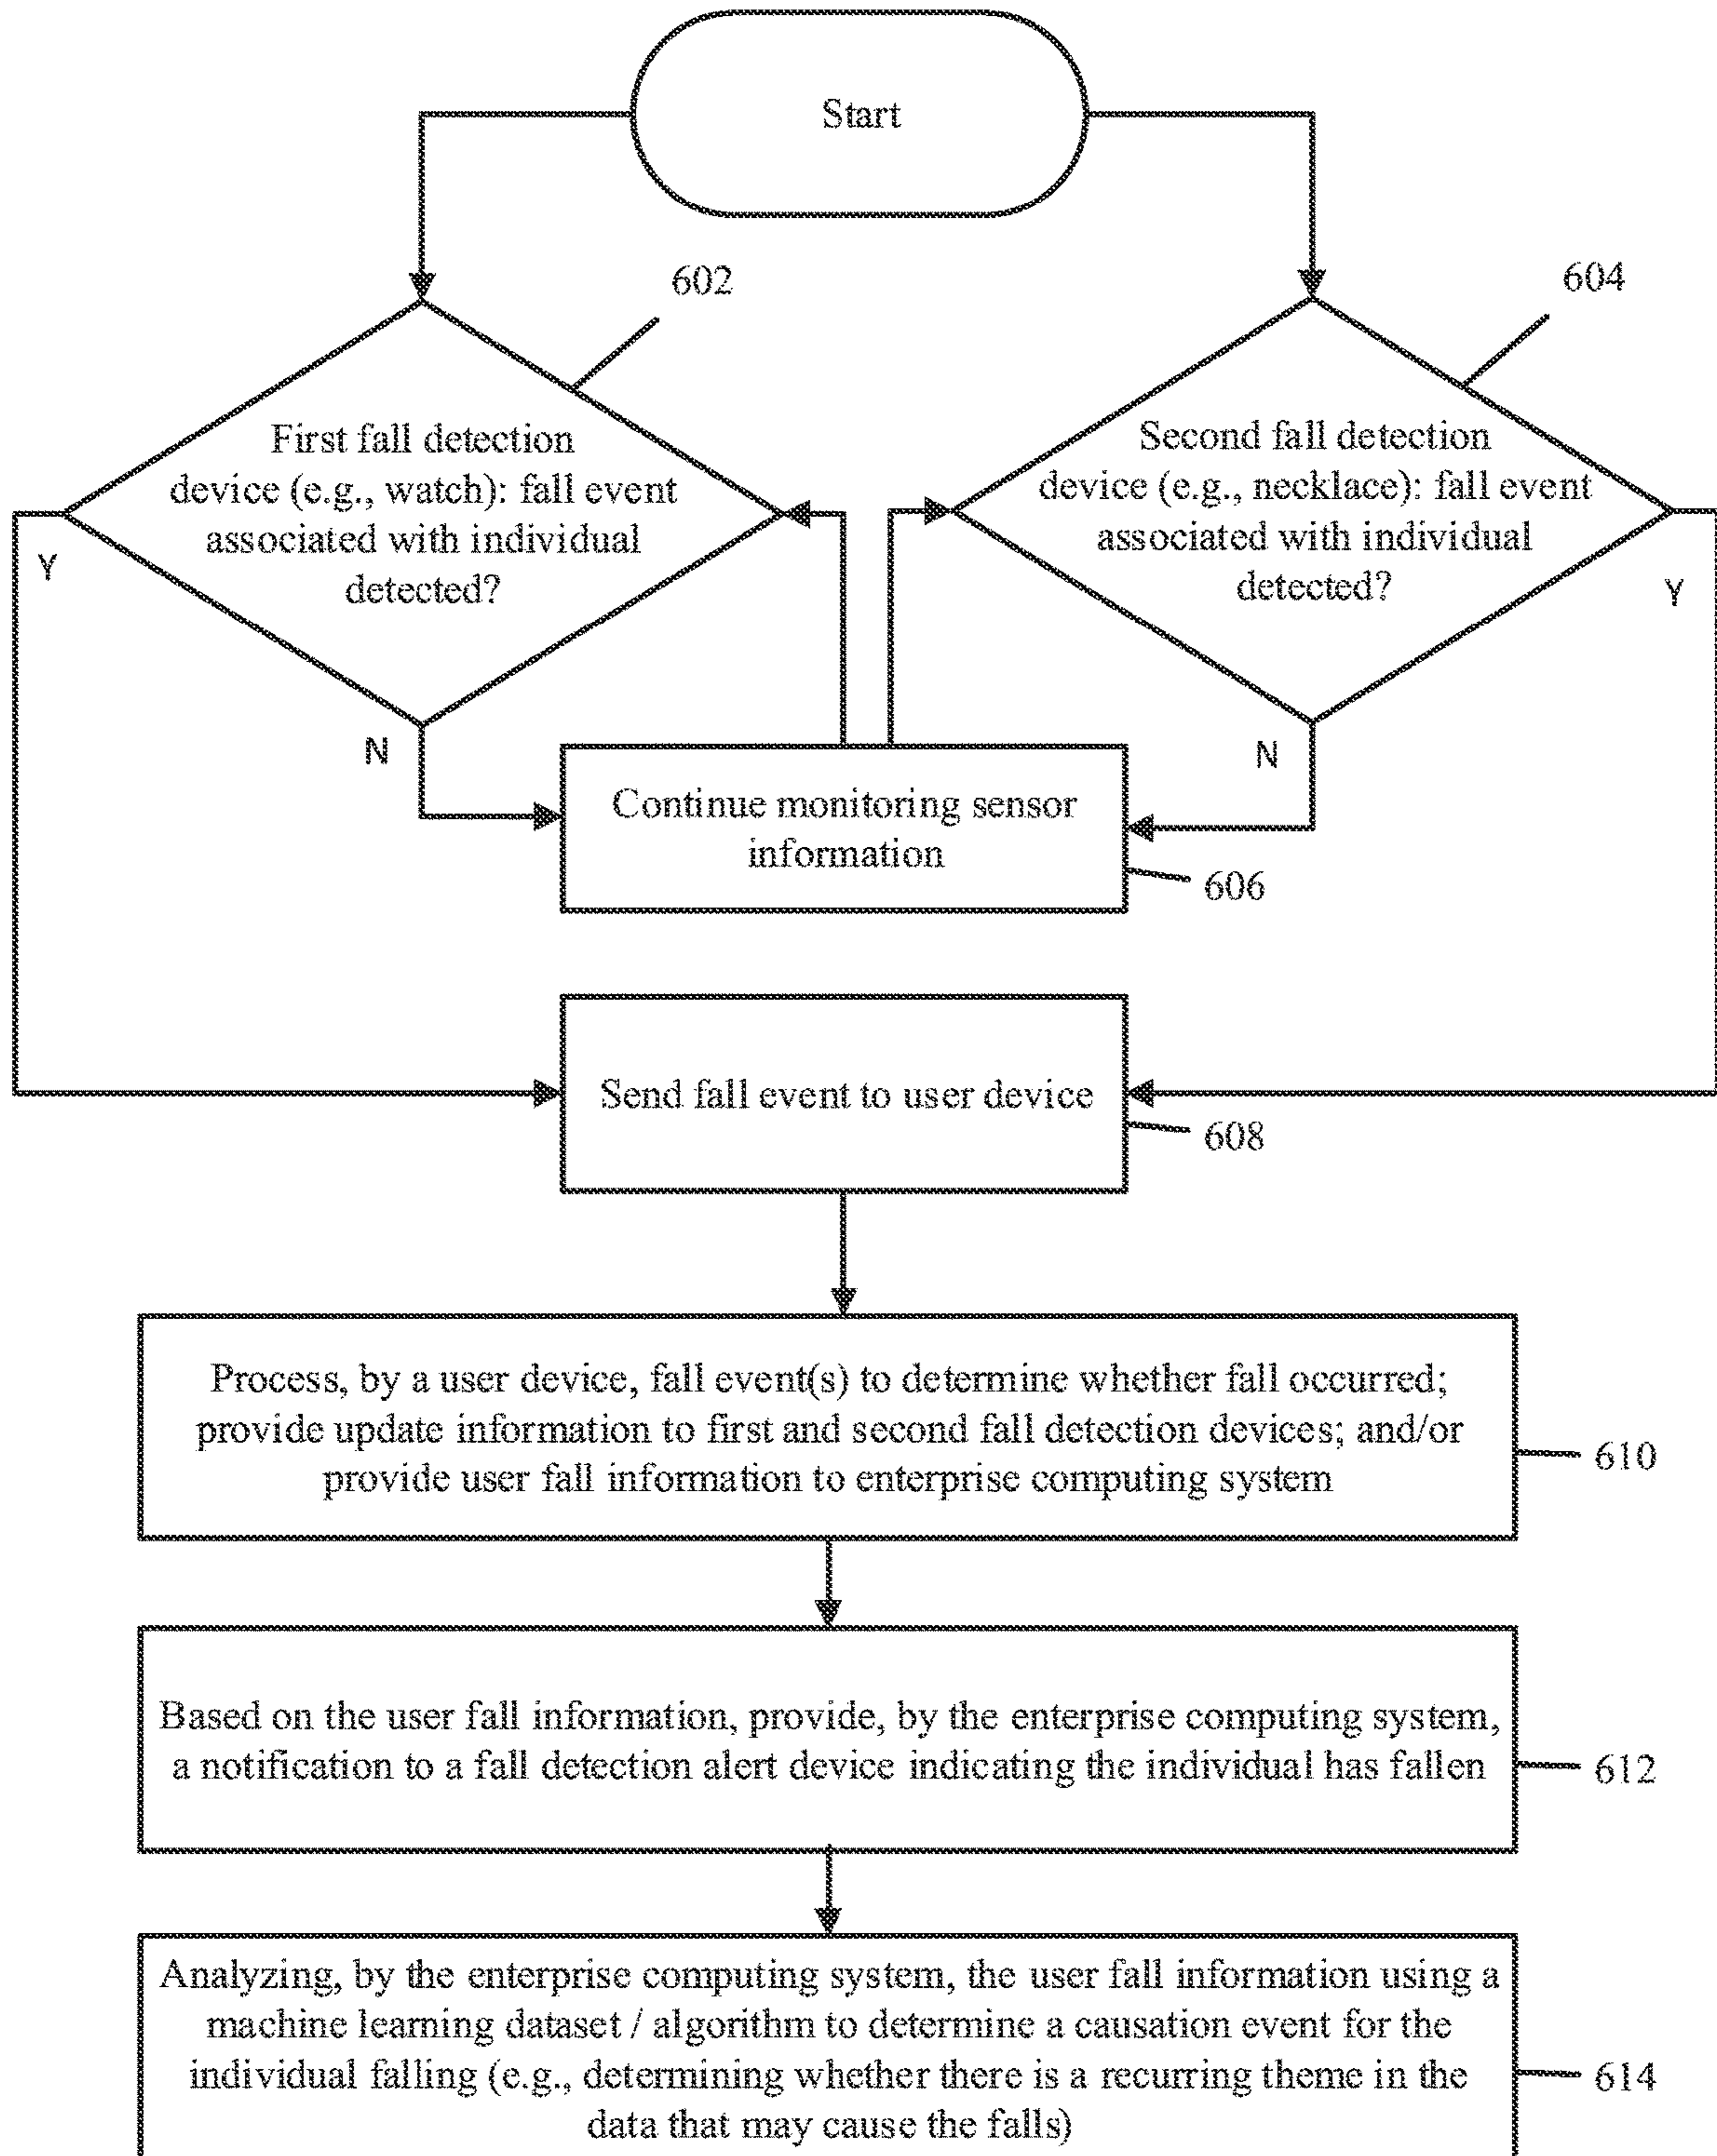 Start
602
604
First fall detection
device (e.g., watch): fall event
associated with individual
detected?
Second fall detection
device (e.g., necklace): fall event
associated with individual
detected?
Y
Y
N
N
Continue monitoring sensor
information
606
Send fall event to user device
608
Process, by a user device, fall event(s) to determine whether fall occurred;
provide update information to first and second fall detection devices; and/or
provide user fall information to enterprise computing system
610
Based on the user fall information, provide, by the enterprise computing system,
a notification to a fall detection alert device indicating the individual has fallen
612
Analyzing, by the enterprise computing system, the user fall information using a
machine learning dataset / algorithm to determine a causation event for the
individual falling (e.g., determining whether there is a recurring theme in the
data that may cause the falls)
614